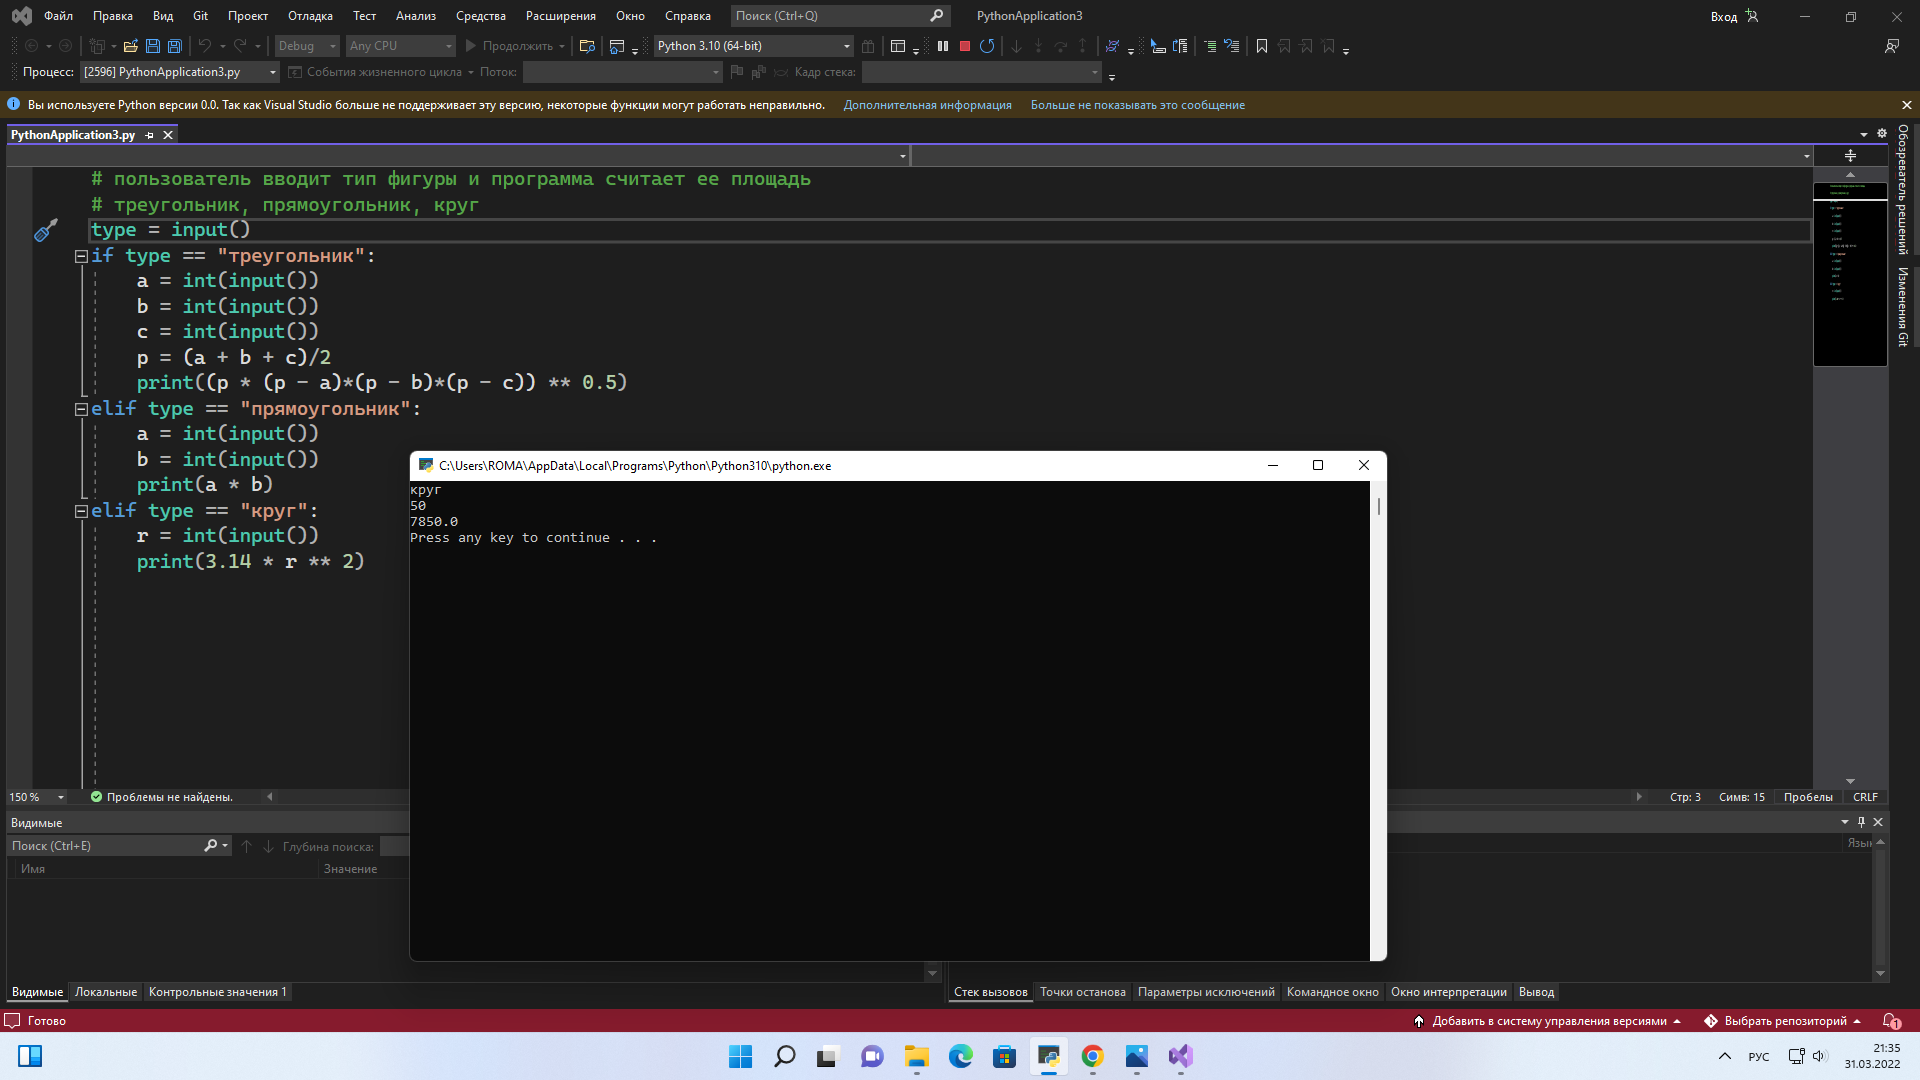 Файл Правка Вид Git Проект Отладка Тест Анализ Средства Расширения Окно Справка Поиск (Ctrl+Q) PythonApplication3 Вход
Debug Any CPU Продолжить Python 3.10 (64-bit)
Процесс: [2596] PythonApplication3.py События жизненного цикла Поток: Кадр стека:
Вы используете Python версии 0.0. Так как Visual Studio больше не поддерживает эту версию, некоторые функции могут работать неправильно. Дополнительная информация Больше не показывать это сообщение
PythonApplication3.py
# пользователь вводит тип фигуры и программа считает ее площадь
# треугольник, прямоугольник, круг
type = input()
if type == "треугольник":
a = int(input())
b = int(input())
c = int(input())
p = (a + b + c)/2
print((p * (p - a)*(p - b)*(p - c)) ** 0.5)
elif type == "прямоугольник":
a = int(input())
b = int(input())
print(a * b)
elif type == "круг":
r = int(input())
print(3.14 * r ** 2)
C:\Users\ROMA\AppData\Local\Programs\Python\Python310\python.exe
круг
50
7850.0
Press any key to continue . . .
Обозреватель решений
Изменения Git
150 % Проблемы не найдены. Стр: 3 Симв: 15 Пробелы CRLF
Видимые
Поиск (Ctrl+E) Глубина поиска:
Имя Значение
Язык
Видимые Локальные Контрольные значения 1
Стек вызовов Точки останова Параметры исключений Командное окно Окно интерпретации Вывод
Готово Добавить в систему управления версиями Выбрать репозиторий 1
РУС 21:35
31.03.2022